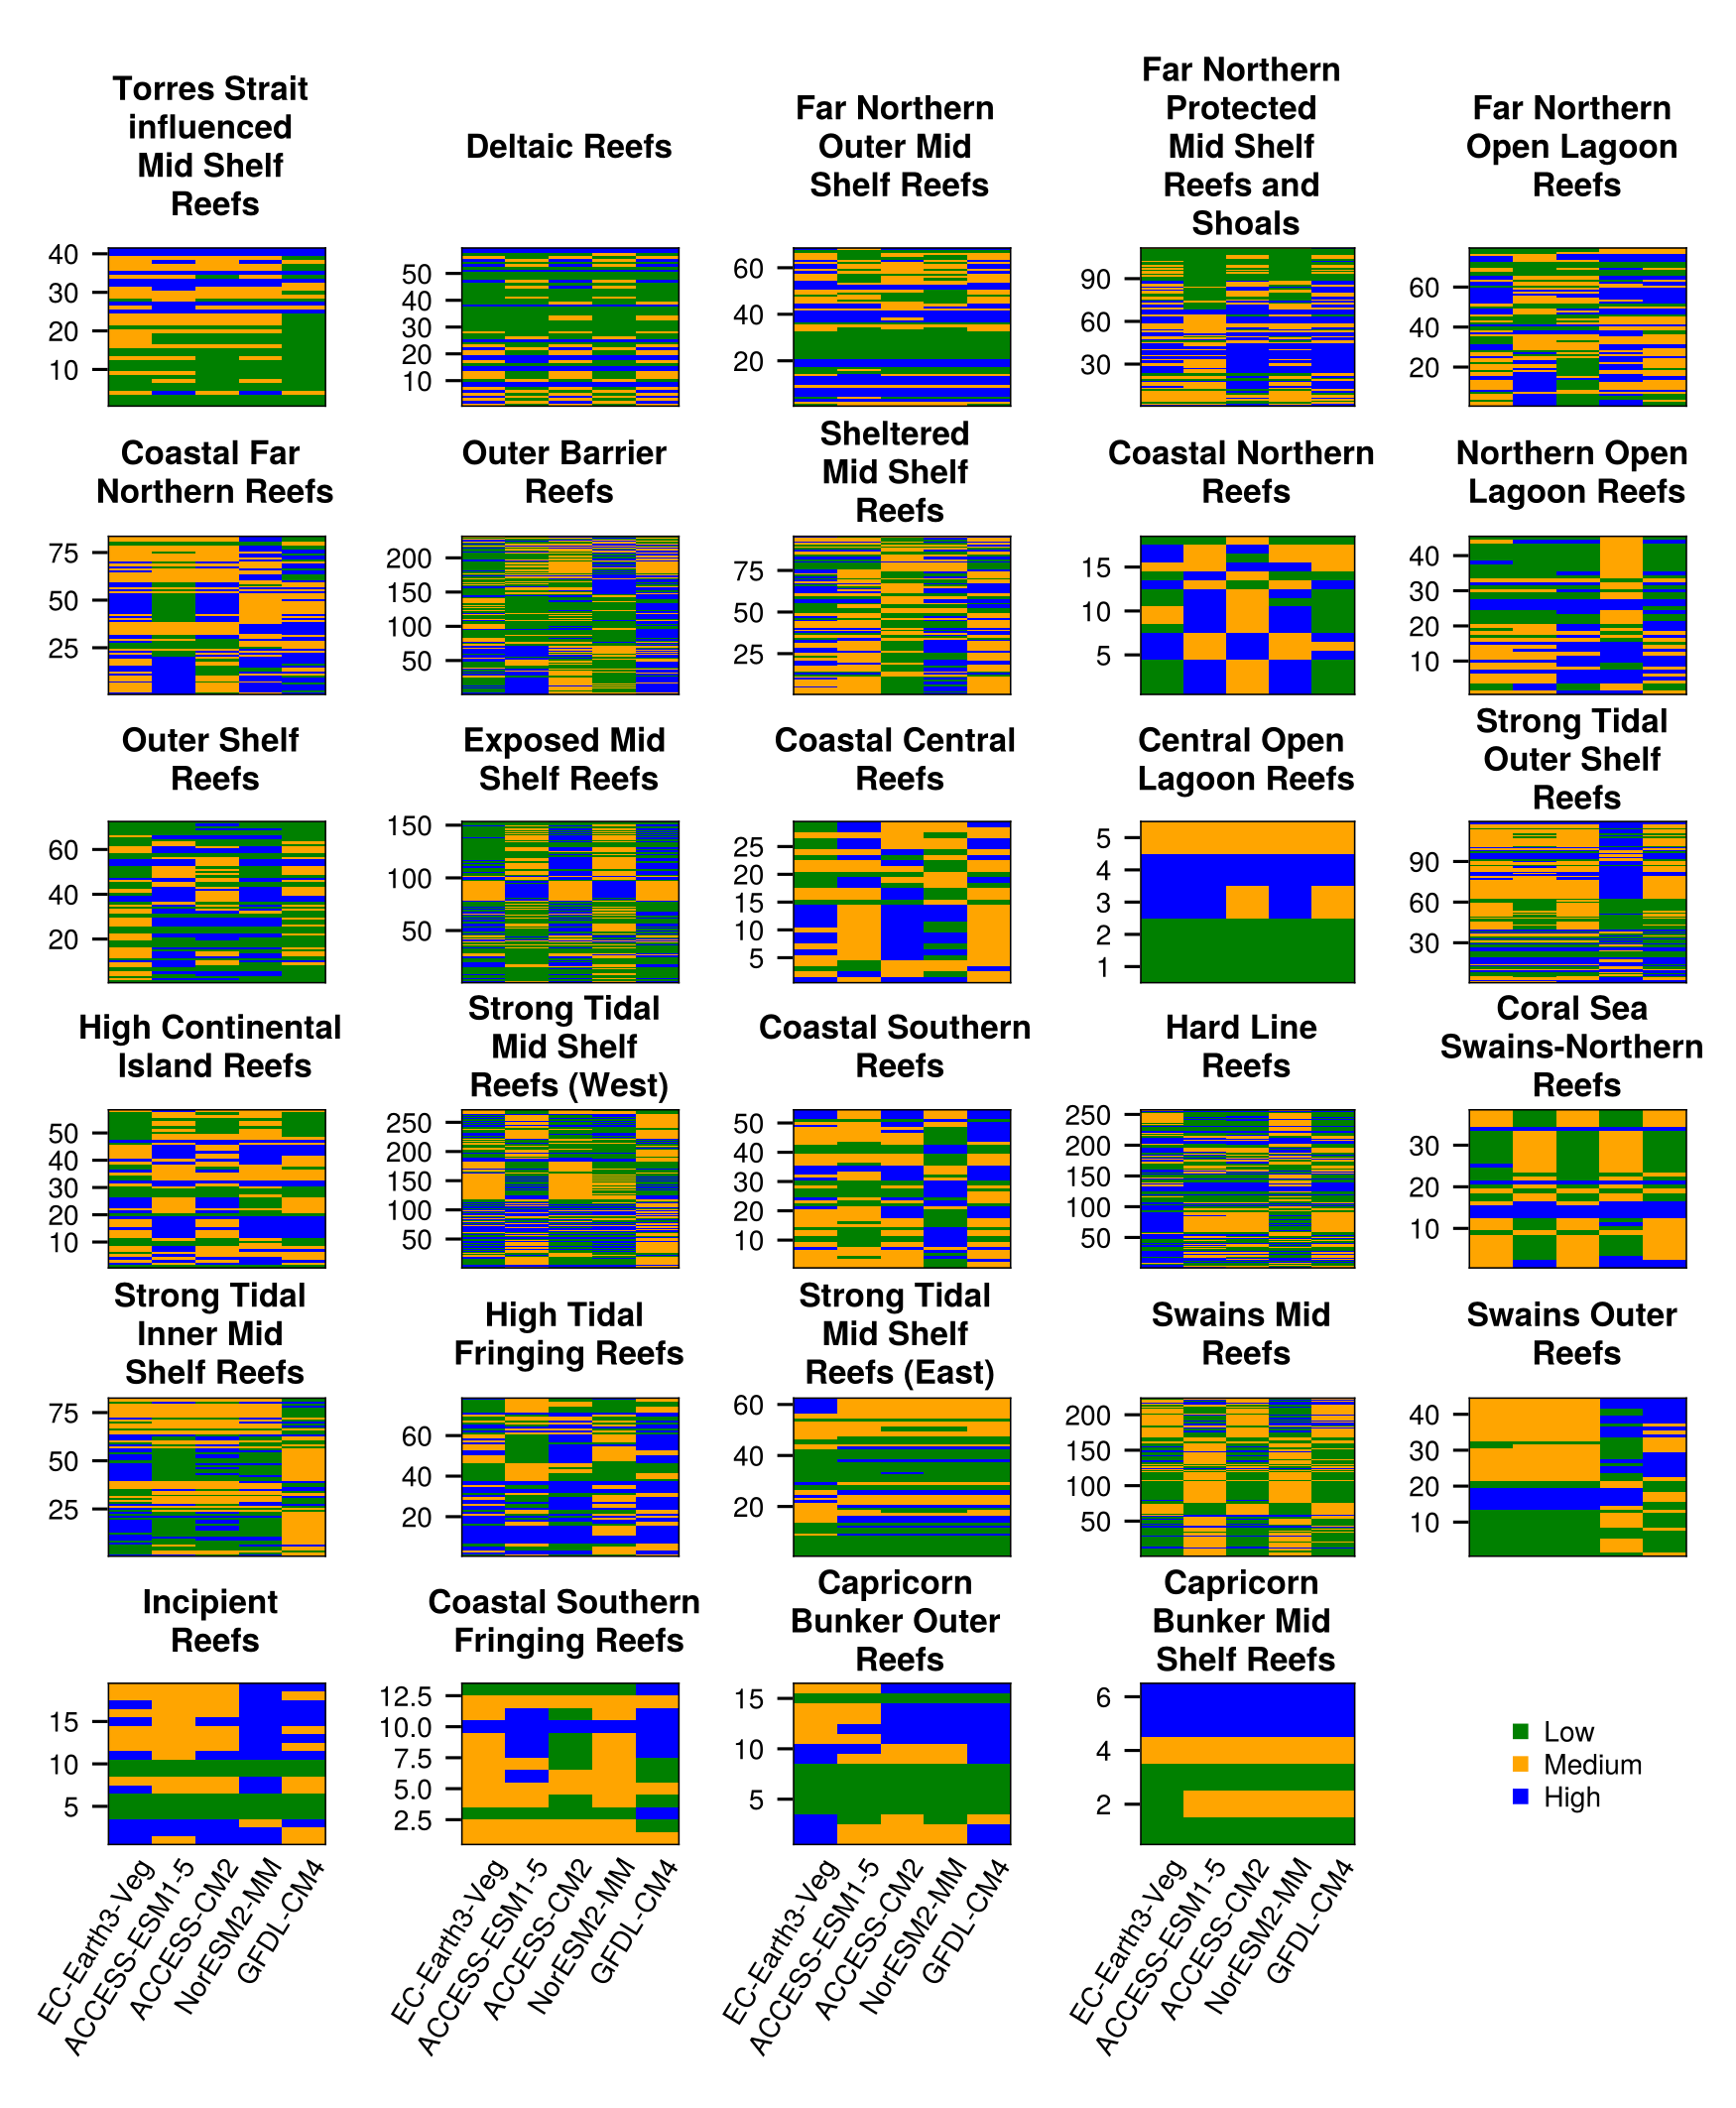 Torres Strait
influenced
Mid Shelf
Reefs
40
30
20
10
Deltaic Reefs
50
40
30
20
10
Far Northern
Outer Mid
Shelf Reefs
60
40
20
Far Northern
Protected
Mid Shelf
Reefs and
Shoals
90
60
30
Far Northern
Open Lagoon
Reefs
60
40
20
Coastal Far
Northern Reefs
75
50
25
Outer Barrier
Reefs
200
150
100
50
Sheltered
Mid Shelf
Reefs
75
50
25
Coastal Northern
Reefs
15
10
5
Northern Open
Lagoon Reefs
40
30
20
10
Outer Shelf
Reefs
60
40
20
Exposed Mid
Shelf Reefs
150
100
50
Coastal Central
Reefs
25
20
15
10
5
Central Open
Lagoon Reefs
5
4
3
2
1
Strong Tidal
Outer Shelf
Reefs
90
60
30
High Continental
Island Reefs
50
40
30
20
10
Strong Tidal
Mid Shelf
Reefs (West)
250
200
150
100
50
Coastal Southern
Reefs
50
40
30
20
10
Hard Line
Reefs
250
200
150
100
50
Coral Sea
Swains-Northern
Reefs
30
20
10
Strong Tidal
Inner Mid
Shelf Reefs
75
50
25
High Tidal
Fringing Reefs
60
40
20
Strong Tidal
Mid Shelf
Reefs (East)
60
40
20
Swains Mid
Reefs
200
150
100
50
Swains Outer
Reefs
40
30
20
10
Incipient
Reefs
15
10
5
EC-Earth3-Veg
ACCESS-ESM1-5
ACCESS-CM2
NorESM2-MM
GFDL-CM4
Coastal Southern
Fringing Reefs
12.5
10.0
7.5
5.0
2.5
EC-Earth3-Veg
ACCESS-ESM1-5
ACCESS-CM2
NorESM2-MM
GFDL-CM4
Capricorn
Bunker Outer
Reefs
15
10
5
EC-Earth3-Veg
ACCESS-ESM1-5
ACCESS-CM2
NorESM2-MM
GFDL-CM4
Capricorn
Bunker Mid
Shelf Reefs
6
4
2
EC-Earth3-Veg
ACCESS-ESM1-5
ACCESS-CM2
NorESM2-MM
GFDL-CM4
Low
Medium
High